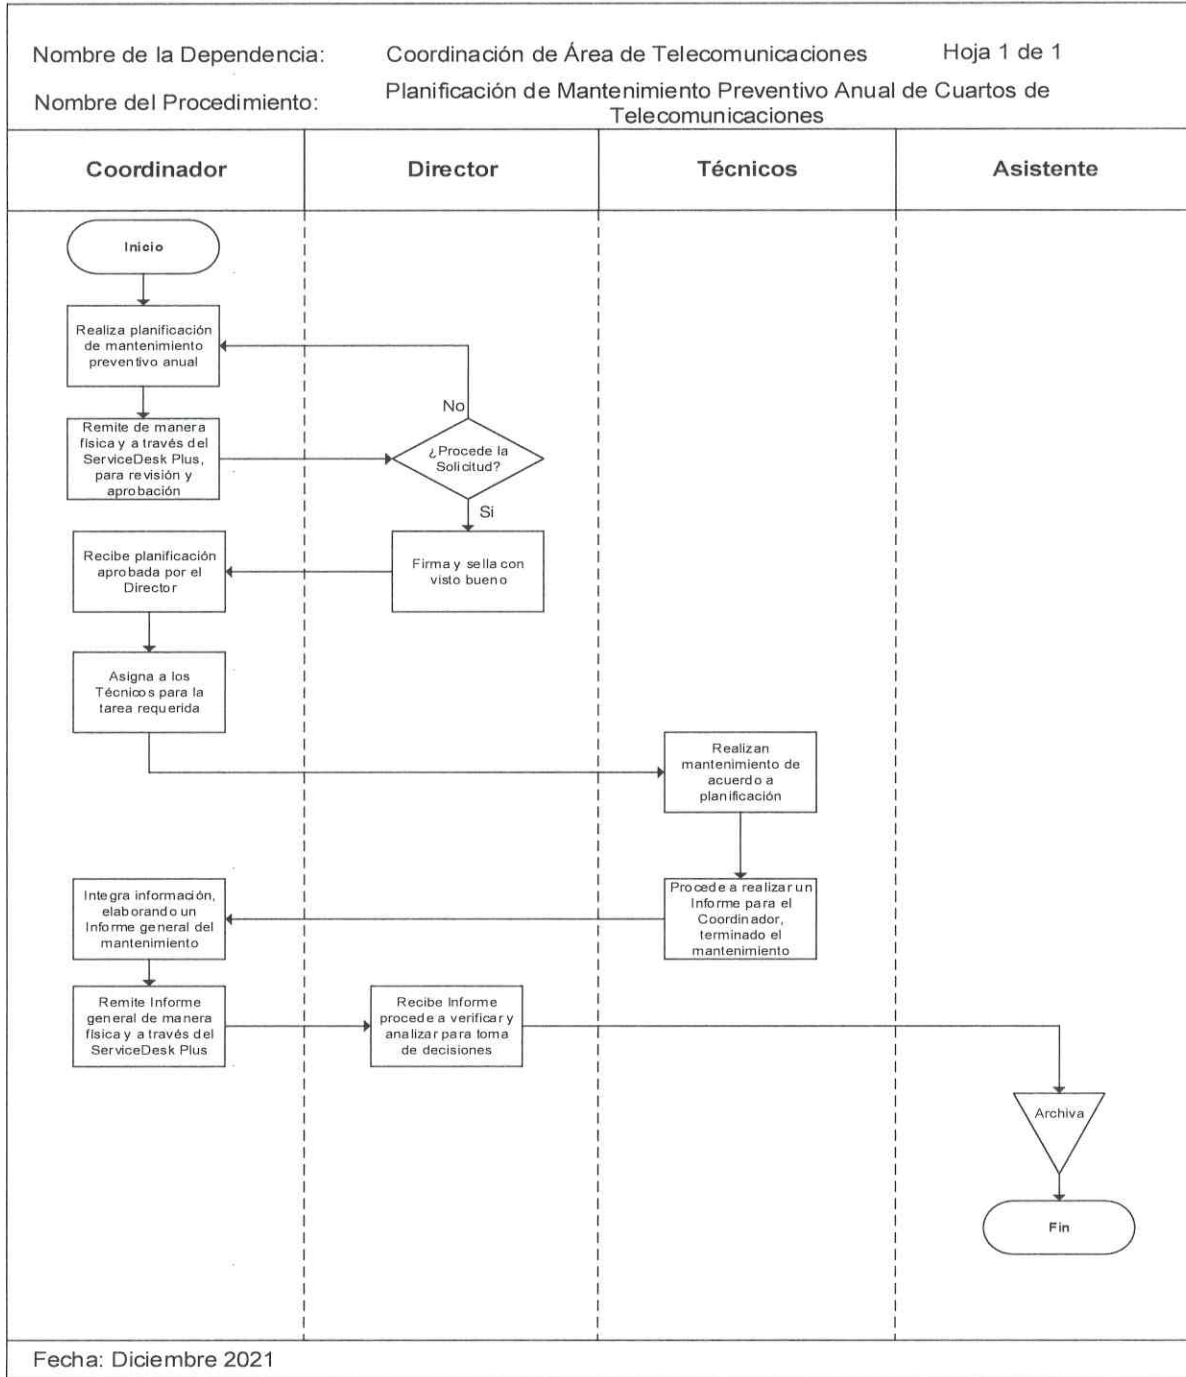 Nombre de la Dependencia: Coordinación de Área de Telecomunicaciones Hoja 1 de 1
Nombre del Procedimiento: Planificación de Mantenimiento Preventivo Anual de Cuartos de
Telecomunicaciones
Coordinador Director Técnicos Asistente
Inicio
Realiza planificación
de mantenimiento
preventivo anual
No
Remite de manera
física y a través del
ServiceDesk Plus,
para revisión y
aprobación
¿Procede la
Solicitud?
Si
Recibe planificación
aprobada por el
Director
Firma y sella con
visto bueno
Asigna a los
Técnicos para la
tarea requerida
Realizan
mantenimiento de
acuerdo a
planificación
Integra información,
elaborando un
Informe general del
mantenimiento
Procede a realizar un
Informe para el
Coordinador,
terminado el
mantenimiento
Remite Informe
general de manera
física y a través del
ServiceDesk Plus
Recibe Informe
procede a verificar y
analizar para toma
de decisiones
Archiva
Fin
Fecha: Diciembre 2021